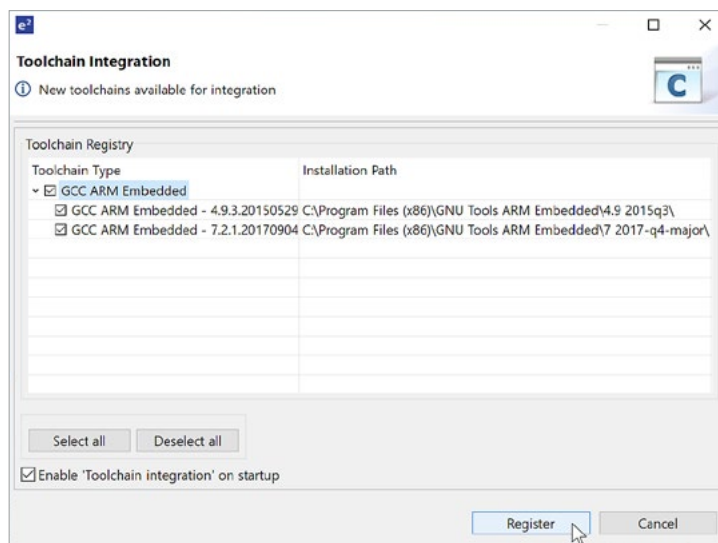 e²
Toolchain Integration
New toolchains available for integration
C
Toolchain Registry
Toolchain Type Installation Path
GCC ARM Embedded
GCC ARM Embedded - 4.9.3.20150529 C:\Program Files (x86)\GNU Tools ARM Embedded\4.9 2015q3\
GCC ARM Embedded - 7.2.1.20170904 C:\Program Files (x86)\GNU Tools ARM Embedded\7 2017-q4-major\
Select all Deselect all
Enable 'Toolchain integration' on startup
Register Cancel